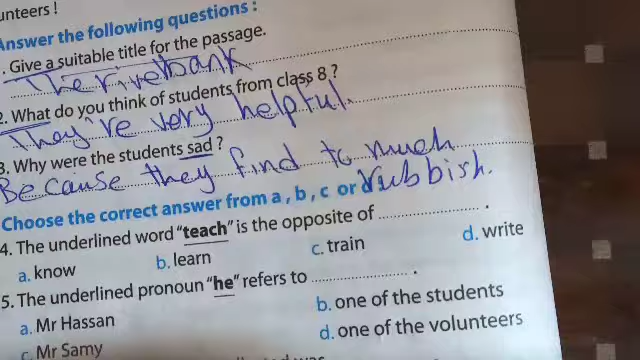 unteers !
Answer the following questions :
. Give a suitable title for the passage.
The rivebank
2. What do you think of students from class 8 ?
They're very helpful.
3. Why were the students sad ?
Because they find to much rubbish.
Choose the correct answer from a , b , c or
4. The underlined word "teach" is the opposite of .................... .
a. know b. learn c. train d. write
5. The underlined pronoun "he" refers to .................... .
a. Mr Hassan b. one of the students
c. Mr Samy d. one of the volunteers